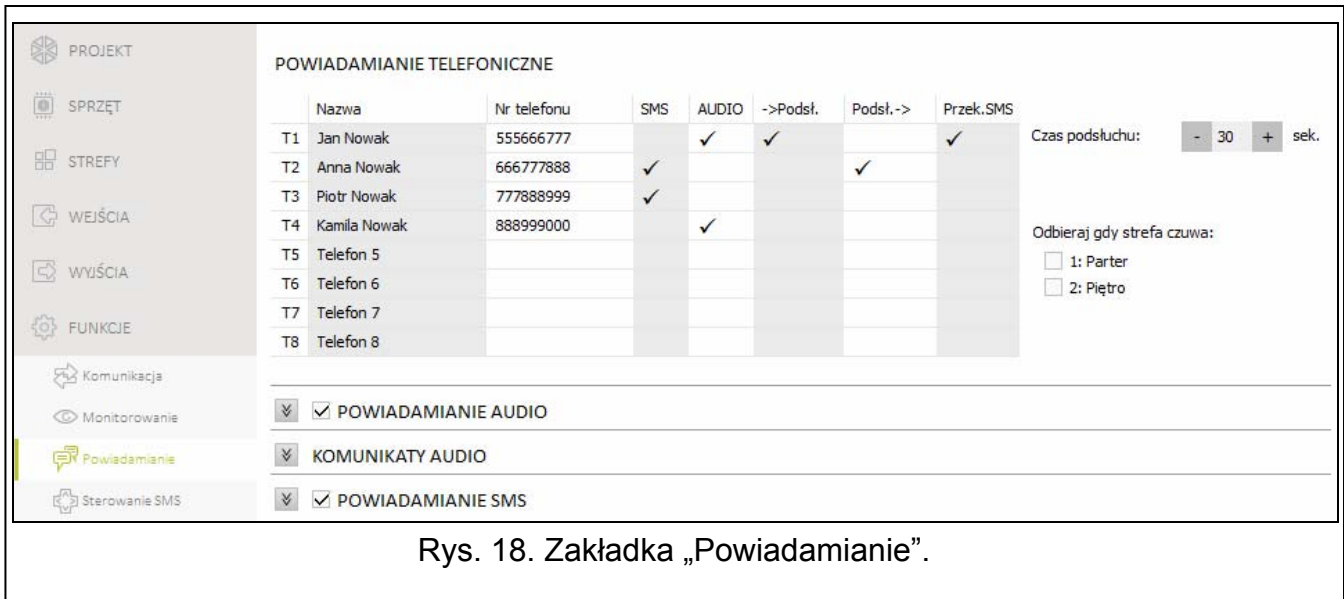 PROJEKT
SPRZĘT
STREFY
WEJŚCIA
WYJŚCIA
FUNKCJE
Komunikacja
Monitorowanie
Powiadamianie
Sterowanie SMS
POWIADAMIANIE TELEFONICZNE
Nazwa Nr telefonu SMS AUDIO ->Podsł. Podsł.-> Przek.SMS
T1 Jan Nowak 555666777 ✓ ✓ ✓
T2 Anna Nowak 666777888 ✓ ✓
T3 Piotr Nowak 777888999 ✓
T4 Kamila Nowak 888999000 ✓
T5 Telefon 5
T6 Telefon 6
T7 Telefon 7
T8 Telefon 8
Czas podsłuchu: - 30 + sek.
Odbieraj gdy strefa czuwa:
1: Parter
2: Piętro
POWIADAMIANIE AUDIO
KOMUNIKATY AUDIO
POWIADAMIANIE SMS
Rys. 18. Zakładka „Powiadamianie”.